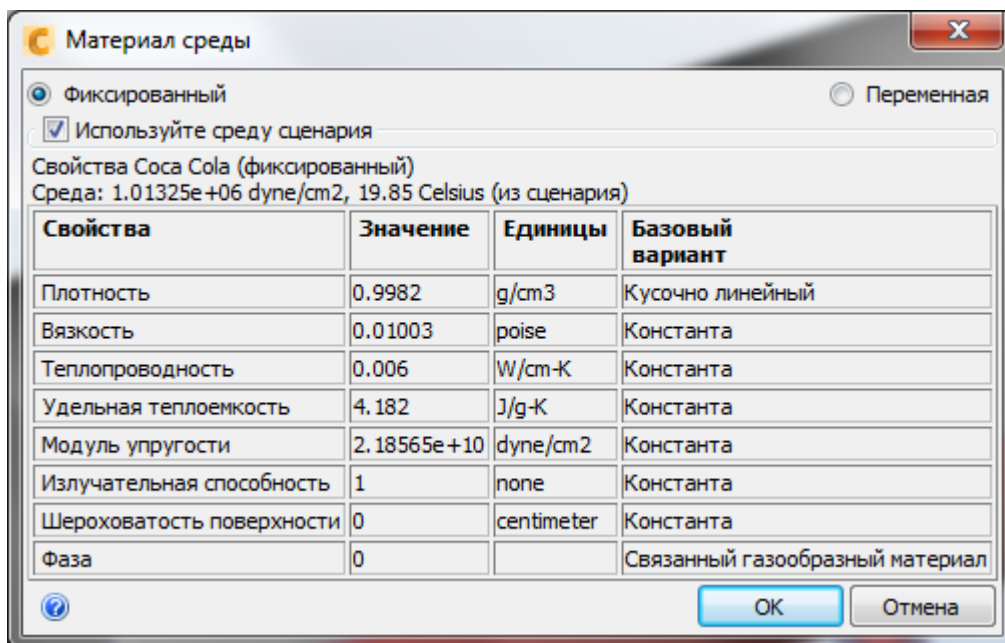 Материал среды
Фиксированный Переменная
Используйте среду сценария
Свойства Coca Cola (фиксированный)
Среда: 1.01325e+06 dyne/cm2, 19.85 Celsius (из сценария)
Свойства Значение Единицы Базовый
вариант
Плотность 0.9982 g/cm3 Кусочно линейный
Вязкость 0.01003 poise Константа
Теплопроводность 0.006 W/cm-K Константа
Удельная теплоемкость 4.182 J/g-K Константа
Модуль упругости 2.18565e+10 dyne/cm2 Константа
Излучательная способность 1 none Константа
Шероховатость поверхности 0 centimeter Константа
Фаза 0 Связанный газообразный материал
OK Отмена